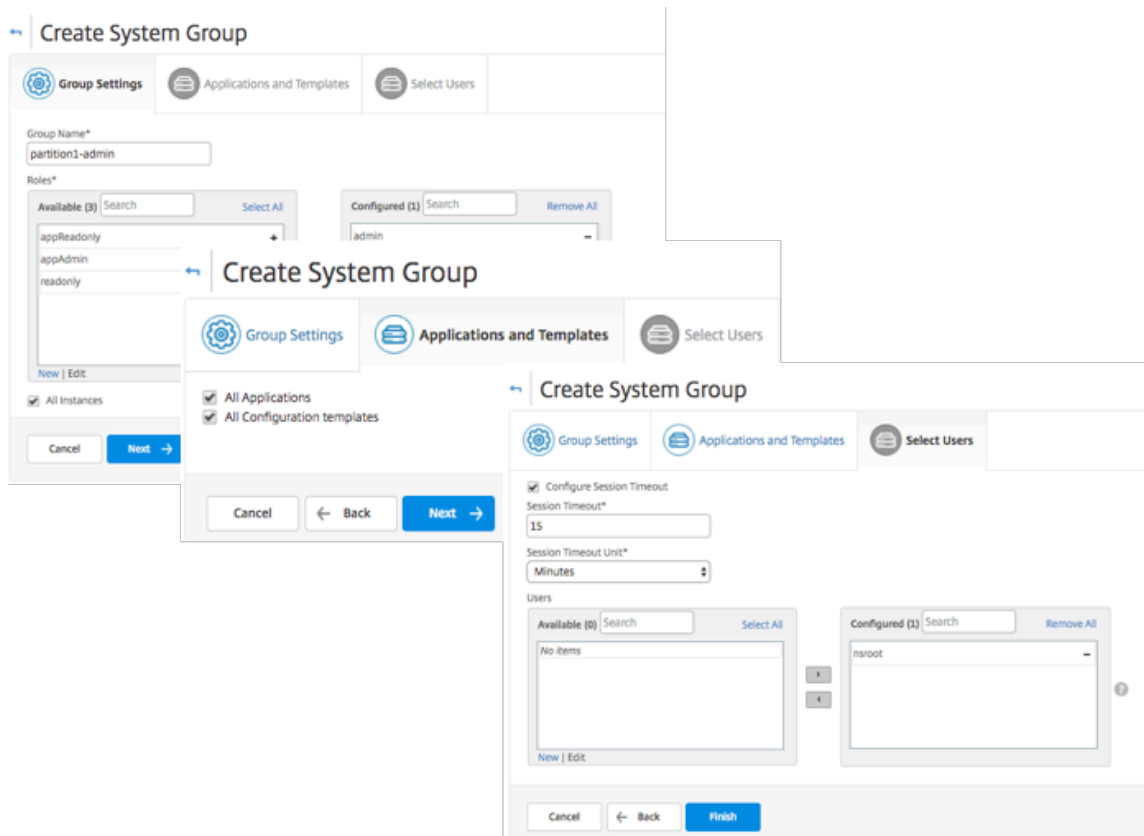 Create System Group
Group Settings
Applications and Templates
Select Users
Group Name*
partition1-admin
Roles*
Available (3) Search Select All
Configured (1) Search Remove All
appReadonly +
admin −
appAdmin
readonly
New | Edit
All Instances
Cancel Next →
Create System Group
Group Settings
Applications and Templates
Select Users
All Applications
All Configuration templates
Cancel ← Back Next →
Create System Group
Group Settings
Applications and Templates
Select Users
Configure Session Timeout
Session Timeout*
15
Session Timeout Unit*
Minutes
Users
Available (0) Search Select All
Configured (1) Search Remove All
No items
nsroot −
?
New | Edit
Cancel ← Back Finish